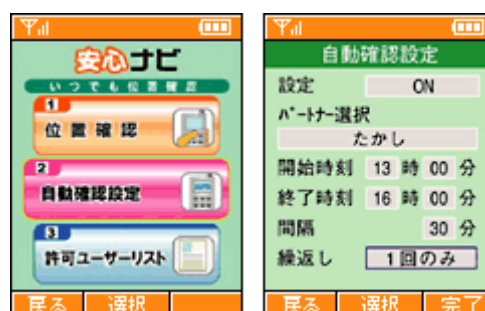 安心ナビ
いつでも位置確認
1
位置確認
2
自動確認設定
3
許可ユーザーリスト
戻る 選択
自動確認設定
設定 ON
パートナー選択
たかし
開始時刻 13 時 00 分
終了時刻 16 時 00 分
間隔 30 分
繰返し 1回のみ
戻る 選択 完了